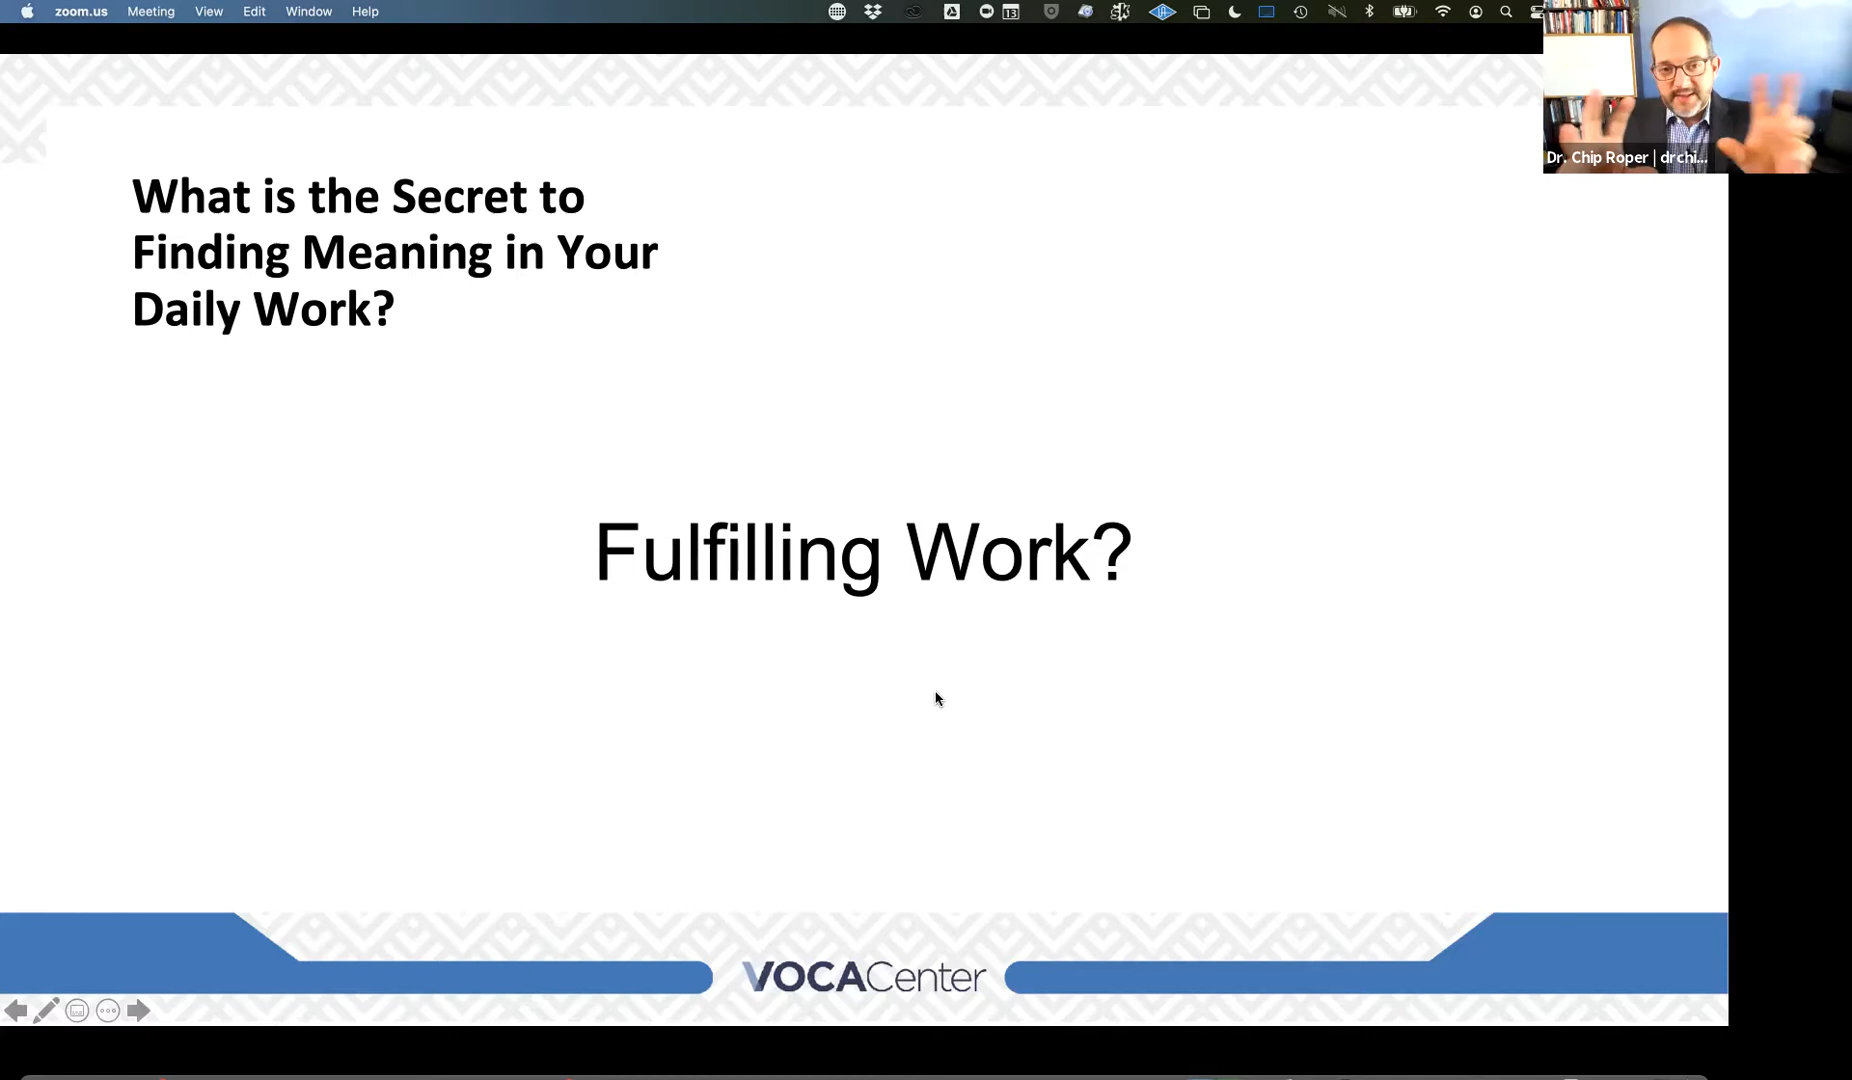 zoom.us Meeting View Edit Window Help
13
Dr. Chip Roper | drchi...
What is the Secret to
Finding Meaning in Your
Daily Work?
Fulfilling Work?
VOCACenter